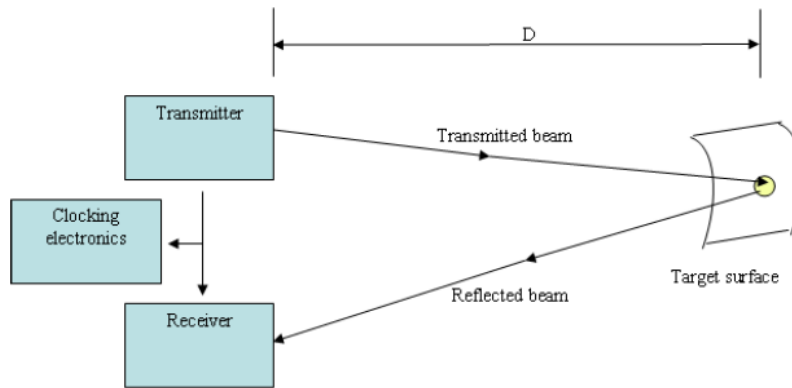 D
Transmitter
Transmitted beam
Clocking
electronics
Target surface
Reflected beam
Receiver